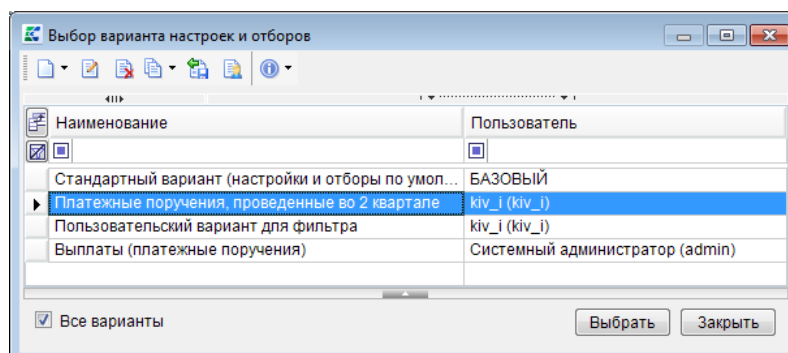 Выбор варианта настроек и отборов
Наименование Пользователь
Стандартный вариант (настройки и отборы по умол... БАЗОВЫЙ
Платежные поручения, проведенные во 2 квартале kiv_i (kiv_i)
Пользовательский вариант для фильтра kiv_i (kiv_i)
Выплаты (платежные поручения) Системный администратор (admin)
Все варианты Выбрать Закрыть